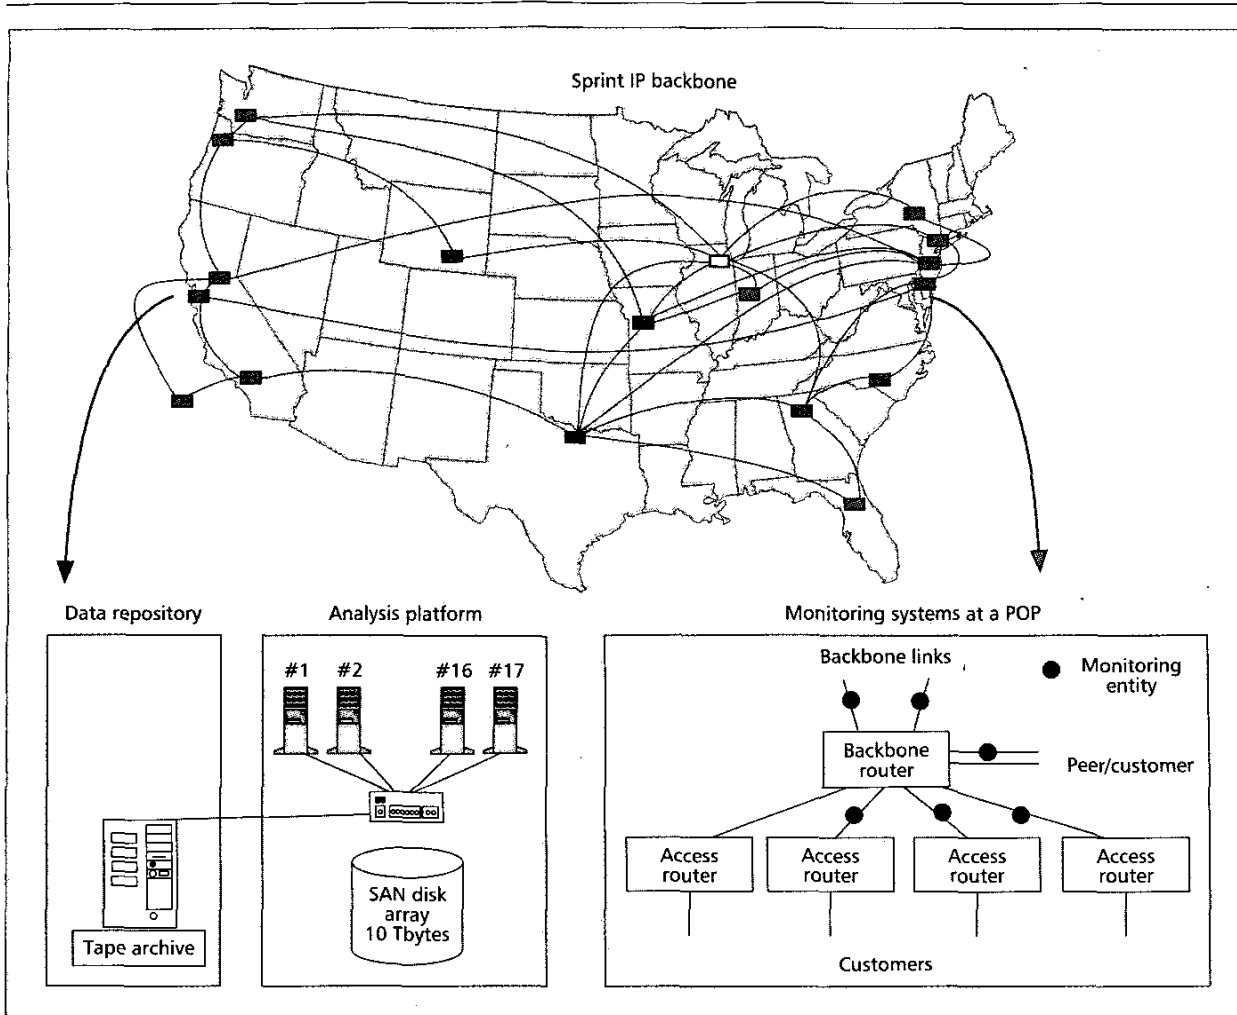 Sprint IP backbone
Data repository
Analysis platform
Monitoring systems at a POP
#1
#2
#16
#17
Backbone links
Monitoring
entity
Backbone
router
Peer/customer
Access
router
Access
router
Access
router
Access
router
SAN disk
array
10 Tbytes
Tape archive
Customers